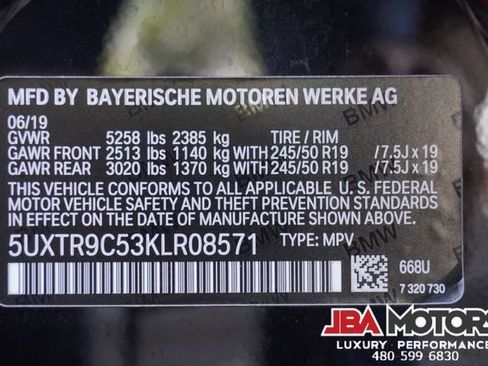 MFD BY BAYERISCHE MOTOREN WERKE AG
06/19
GVWR 5258 lbs 2385 kg TIRE / RIM
GAWR FRONT 2513 lbs 1140 kg WITH 245/50 R19 /7.5J x 19
GAWR REAR 3020 lbs 1370 kg WITH 245/50 R19 /7.5J x 19
THIS VEHICLE CONFORMS TO ALL APPLICABLE U. S. FEDERAL
MOTOR VEHICLE SAFETY, BUMPER, AND THEFT PREVENTION
STANDARDS IN EFFECT ON THE DATE OF MANUFACTURE SHOWN ABOVE.
5UXTR9C53KLR08571 TYPE: MPV
668U
7 320 730
JBA MOTORS
LUXURY - PERFORMANCE
480 599 6830